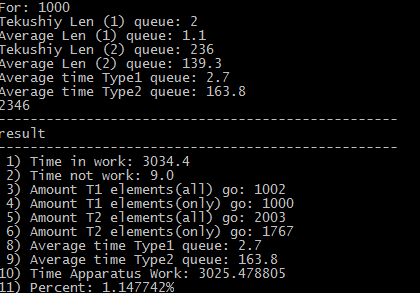 For: 1000
Tekushiy Len (1) queue: 2
Average Len (1) queue: 1.1
Tekushiy Len (2) queue: 236
Average Len (2) queue: 139.3
Average time Type1 queue: 2.7
Average time Type2 queue: 163.8
2346
--------------------------------------------------
result
--------------------------------------------------
1) Time in work: 3034.4
2) Time not work: 9.0
3) Amount T1 elements(all) go: 1002
4) Amount T1 elements(only) go: 1000
5) Amount T2 elements(all) go: 2003
6) Amount T2 elements(only) go: 1767
8) Average time Type1 queue: 2.7
9) Average time Type2 queue: 163.8
10) Time Apparatus Work: 3025.478805
11) Percent: 1.147742%